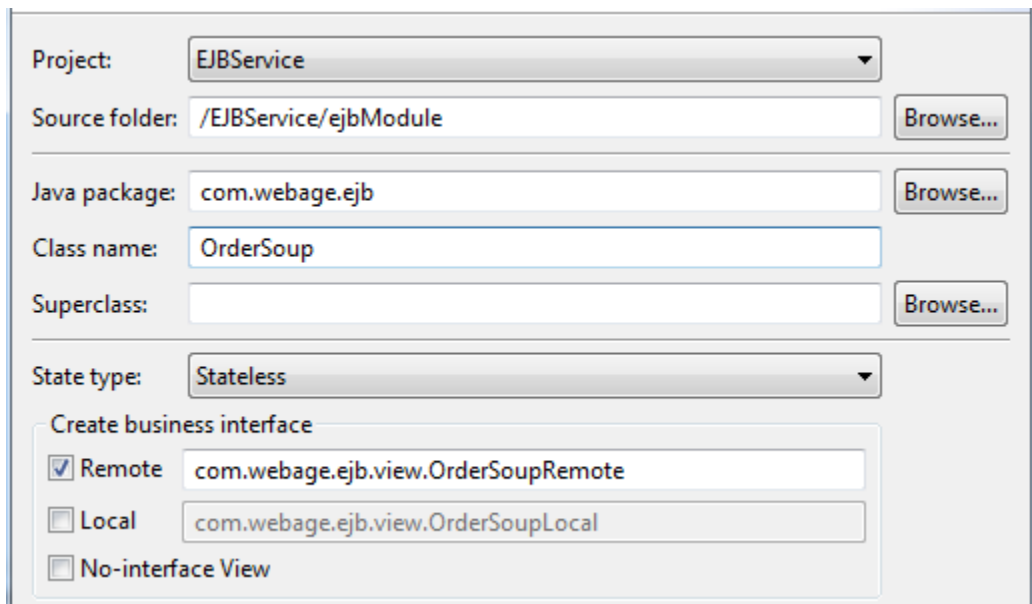 Project: EJBService
Source folder: /EJBService/ejbModule Browse...
Java package: com.webage.ejb Browse...
Class name: OrderSoup
Superclass: Browse...
State type: Stateless
Create business interface
Remote com.webage.ejb.view.OrderSoupRemote
Local com.webage.ejb.view.OrderSoupLocal
No-interface View